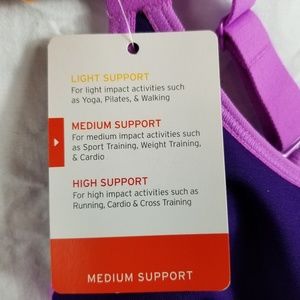 LIGHT SUPPORT
For light impact activities such
as Yoga, Pilates, & Walking
MEDIUM SUPPORT
For medium impact activities such
as Sport Training, Weight Training,
& Cardio
HIGH SUPPORT
For high impact activities such as
Running, Cardio & Cross Training
MEDIUM SUPPORT